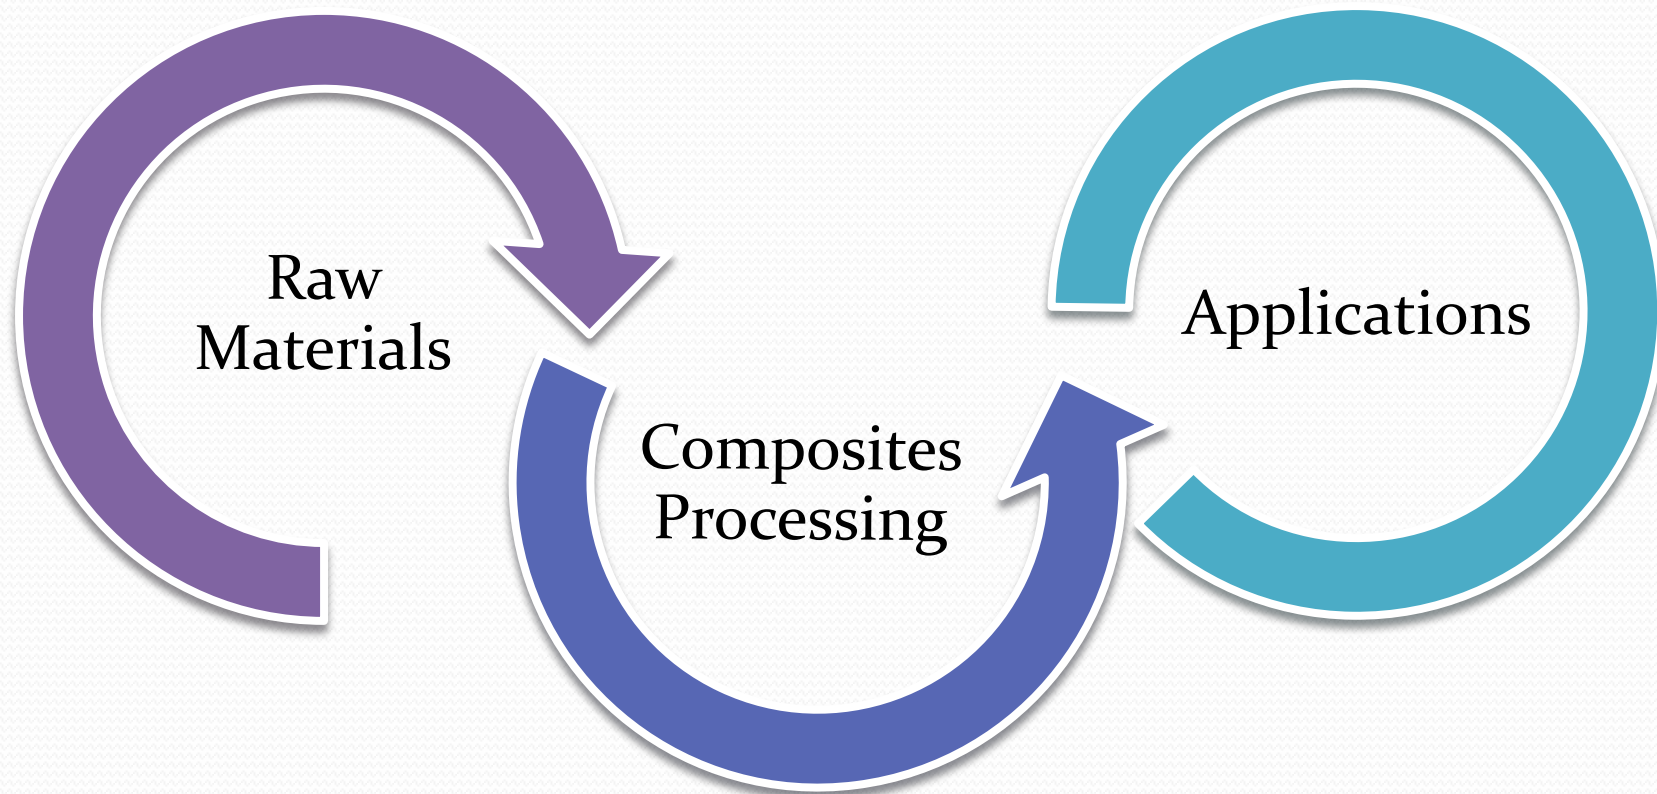 Raw
Materials
Composites
Processing
Applications